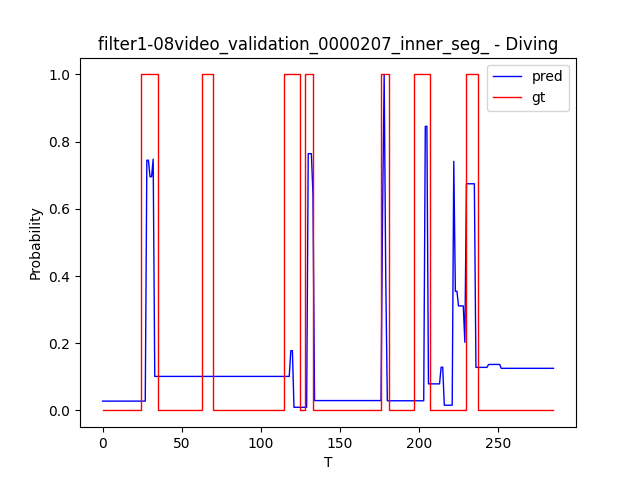 filter1-08video_validation_0000207_inner_seg_ - Diving
pred
gt
1.0
0.8
0.6
0.4
0.2
0.0
Probability
0 50 100 150 200 250
T